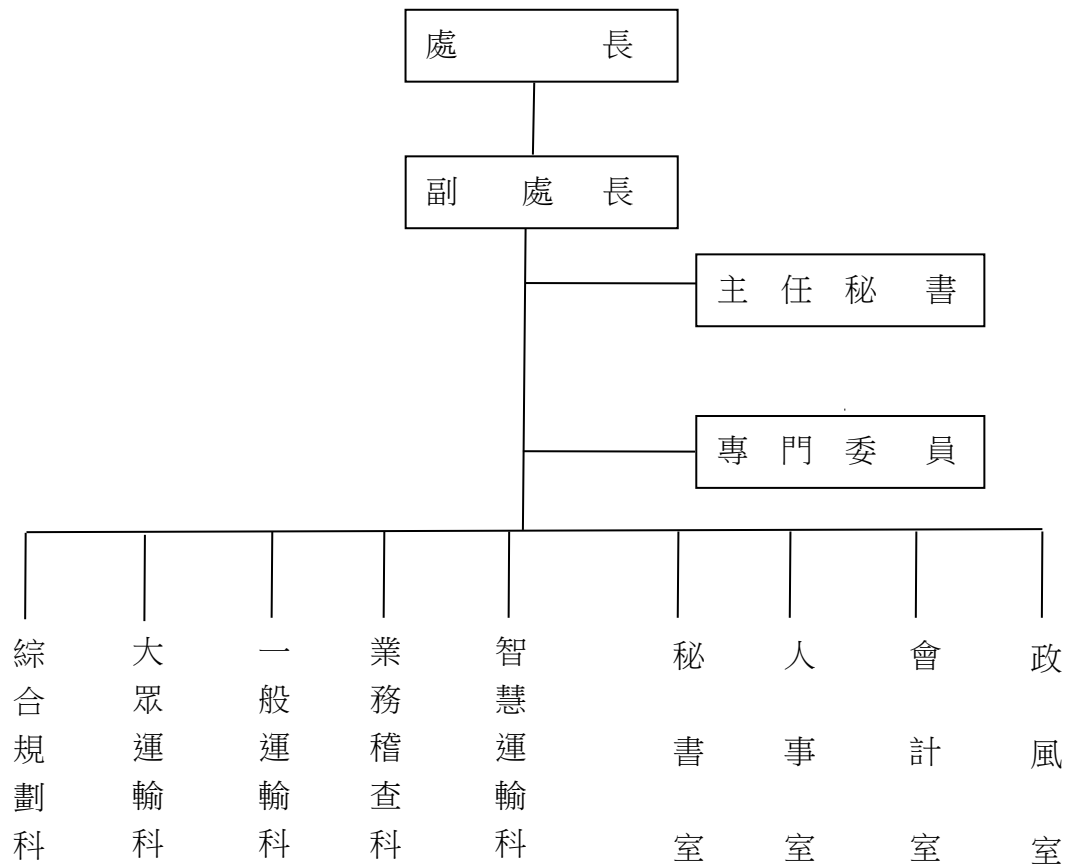 處長
副處長
主任秘書
專門委員
綜合規劃科
大眾運輸科
一般運輸科
業務稽查科
智慧運輸科
秘書室
人事室
會計室
政風室